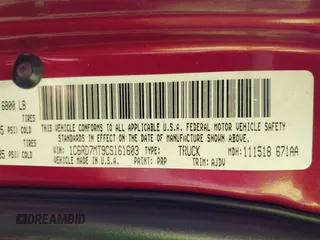 6800 LB
TIRES
PSI) COLD
TIRES
PSI) COLD
THIS VEHICLE CONFORMS TO ALL APPLICABLE U.S.A. FEDERAL MOTOR VEHICLE SAFETY
STANDARDS IN EFFECT ON THE DATE OF MANUFACTURE SHOWN ABOVE.
VEHICLE MADE IN U.S.A.
VIN: 1C6RD7MT9CS161603 TYPE: TRUCK MDH: 111518 671AA
PAINT: PRP TRIM: AJDV
DREAMBID